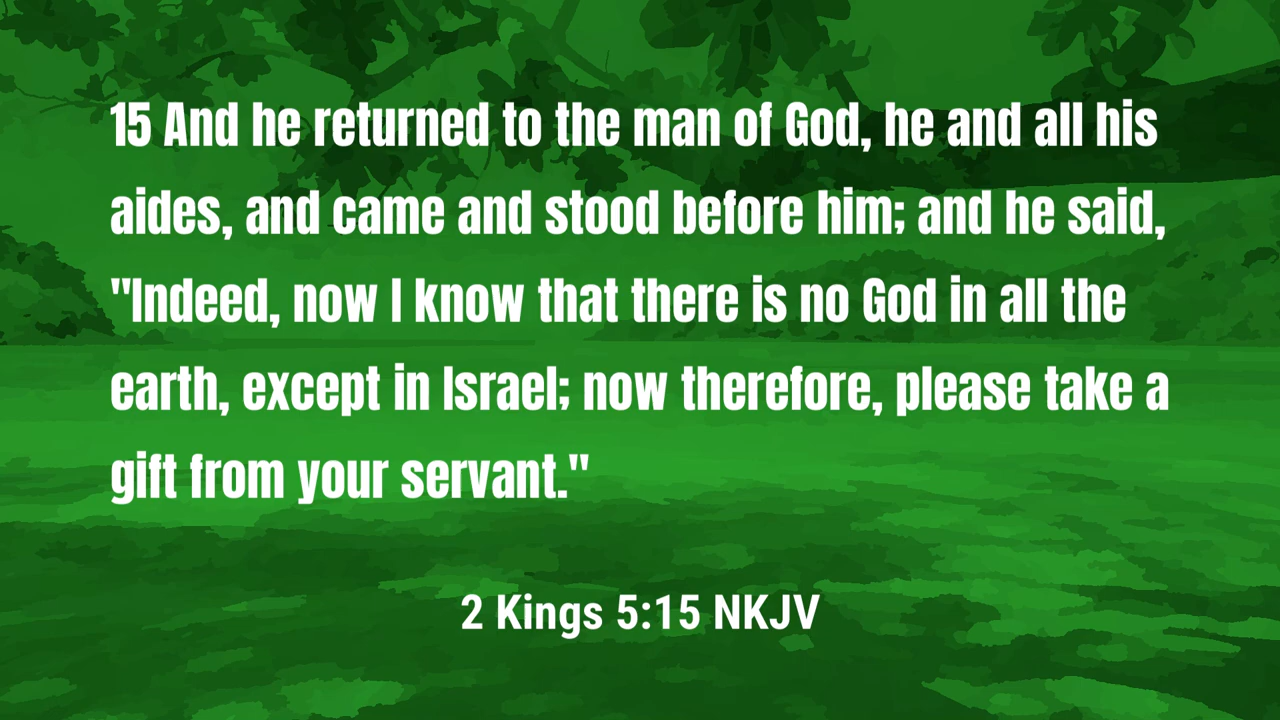 15 And he returned to the man of God, he and all his
aides, and came and stood before him; and he said,
"Indeed, now I know that there is no God in all the
earth, except in Israel; now therefore, please take a
gift from your servant."
2 Kings 5:15 NKJV